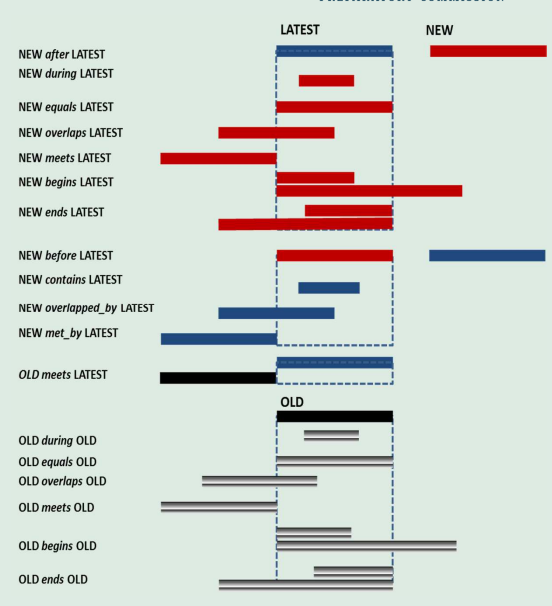 LATEST NEW
NEW after LATEST
NEW during LATEST
NEW equals LATEST
NEW overlaps LATEST
NEW meets LATEST
NEW begins LATEST
NEW ends LATEST
NEW before LATEST
NEW contains LATEST
NEW overlapped_by LATEST
NEW met_by LATEST
OLD meets LATEST
OLD
OLD during OLD
OLD equals OLD
OLD overlaps OLD
OLD meets OLD
OLD begins OLD
OLD ends OLD